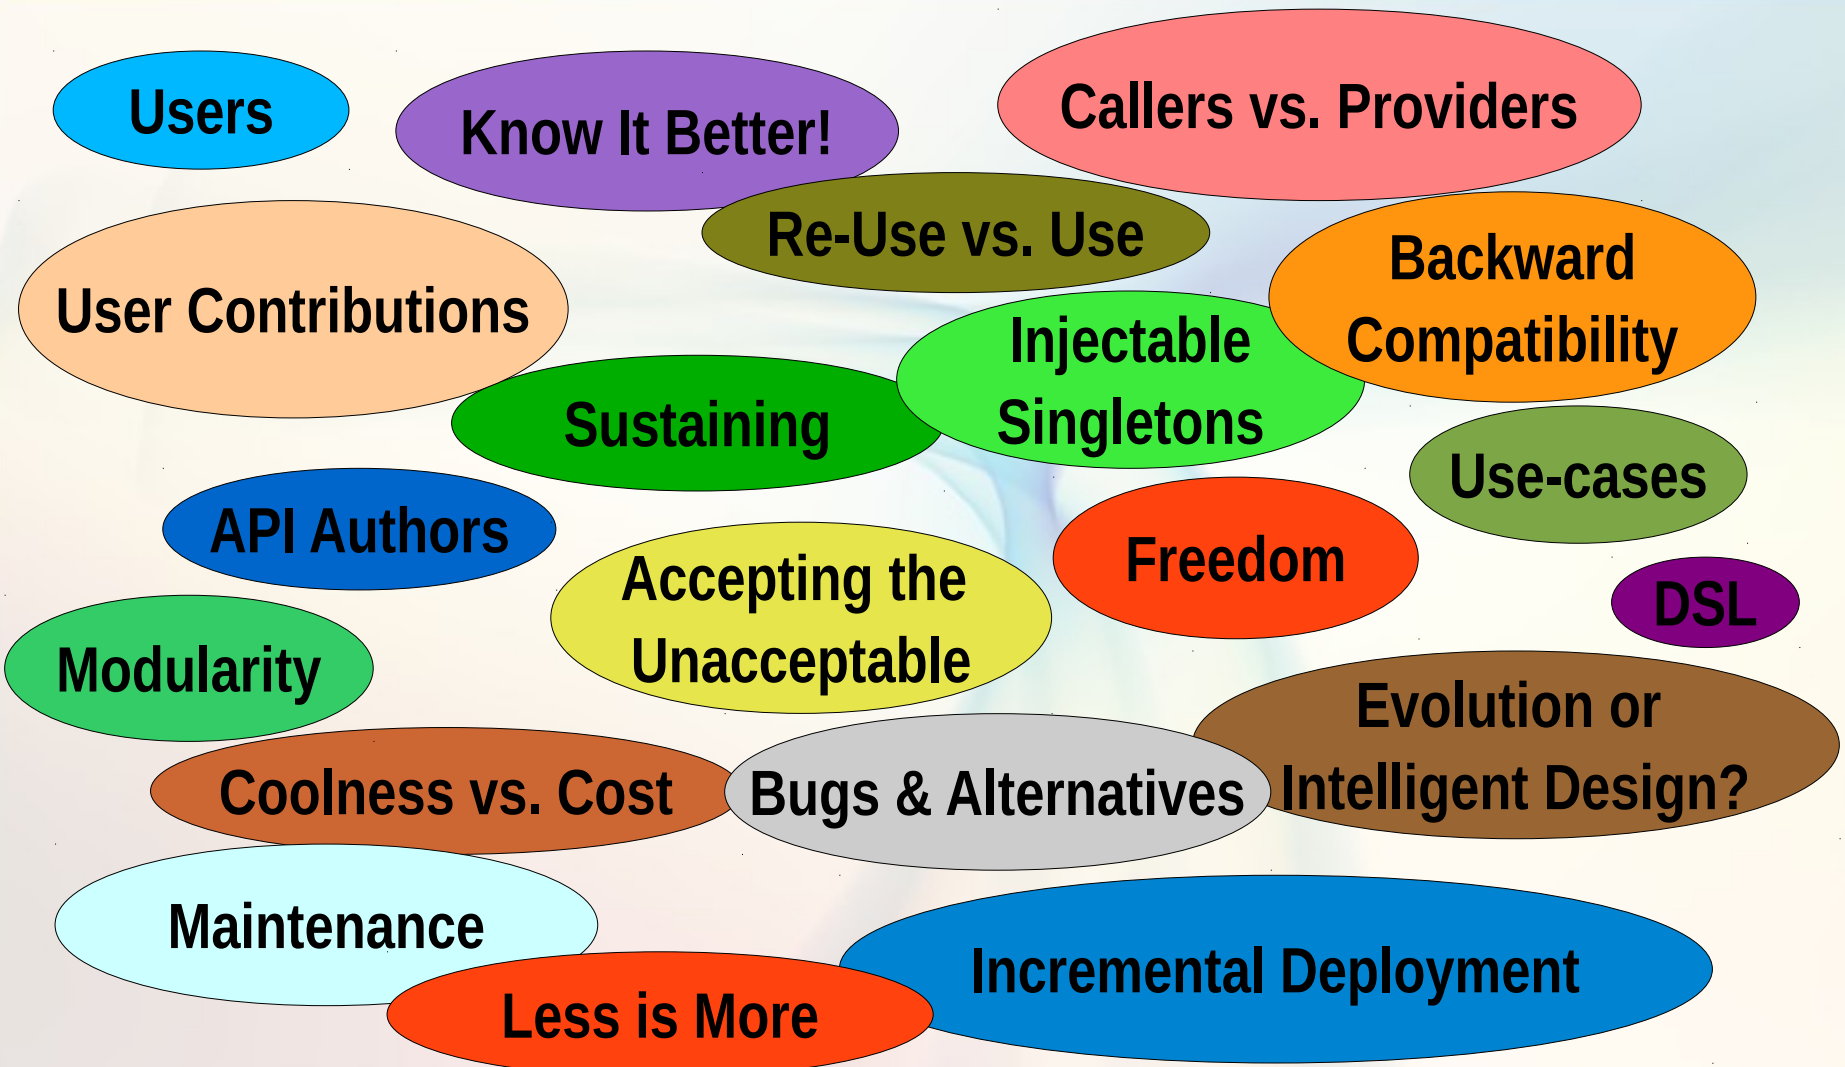 Users
Know It Better!
Callers vs. Providers
Re-Use vs. Use
Backward
Compatibility
User Contributions
Injectable
Singletons
Sustaining
Use-cases
API Authors
Freedom
Accepting the
Unacceptable
DSL
Modularity
Evolution or
Intelligent Design?
Coolness vs. Cost
Bugs & Alternatives
Maintenance
Incremental Deployment
Less is More